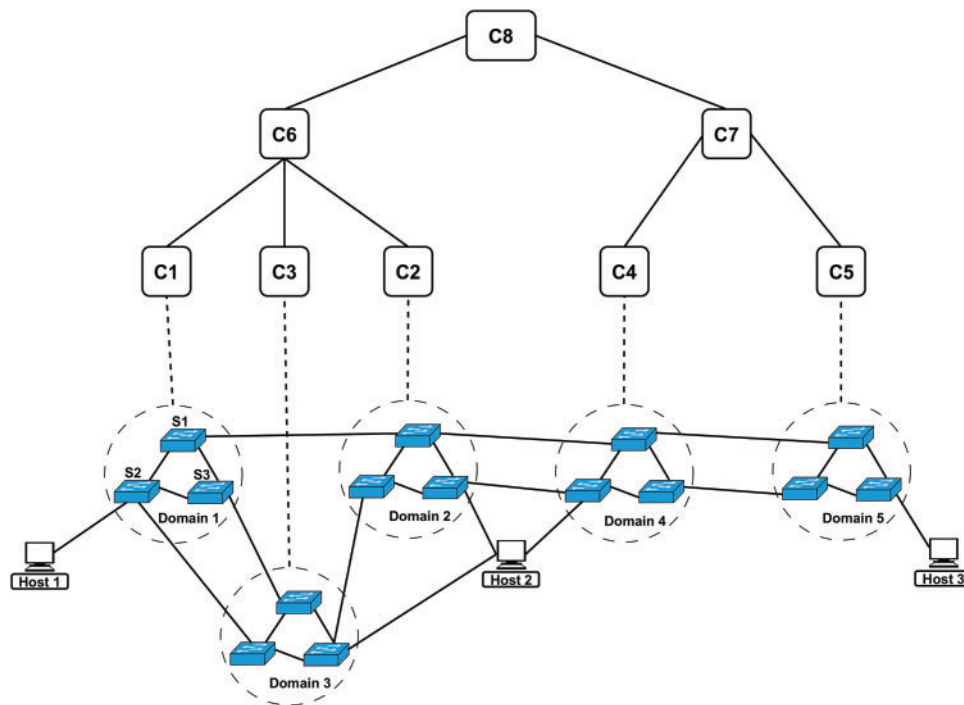 C8
C6
C7
C1
C3
C2
C4
C5
S1
S2
S3
Domain 1
Domain 2
Domain 4
Domain 5
Host 1
Host 2
Host 3
Domain 3